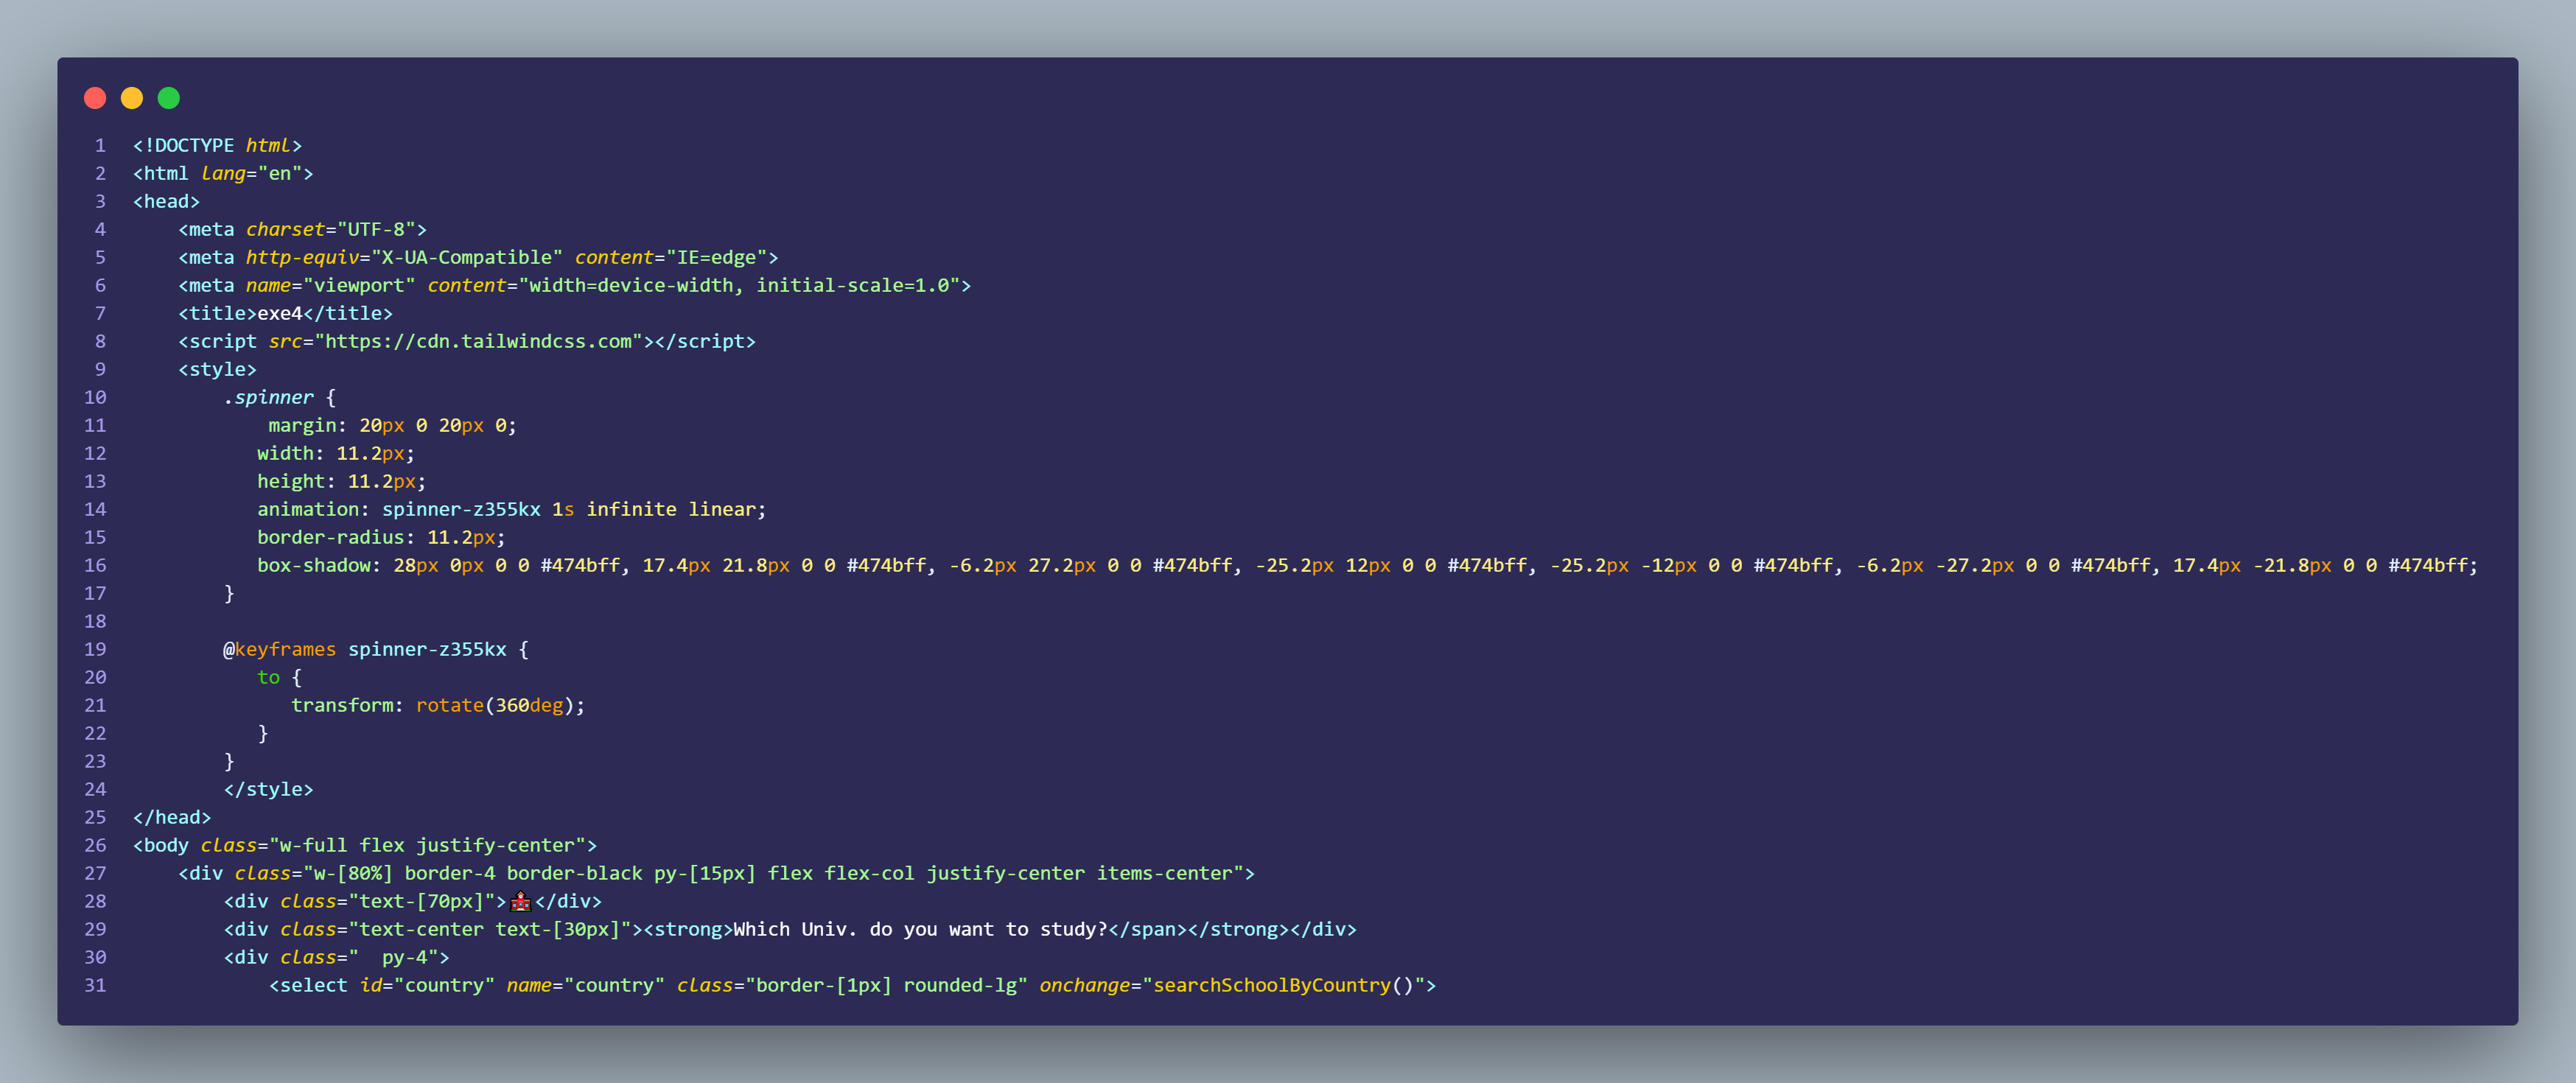 1 <!DOCTYPE html>
2 <html lang="en">
3 <head>
4     <meta charset="UTF-8">
5     <meta http-equiv="X-UA-Compatible" content="IE=edge">
6     <meta name="viewport" content="width=device-width, initial-scale=1.0">
7     <title>exe4</title>
8     <script src="https://cdn.tailwindcss.com"></script>
9     <style>
10         .spinner {
11             margin: 20px 0 20px 0;
12            width: 11.2px;
13            height: 11.2px;
14            animation: spinner-z355kx 1s infinite linear;
15            border-radius: 11.2px;
16            box-shadow: 28px 0px 0 0 #474bff, 17.4px 21.8px 0 0 #474bff, -6.2px 27.2px 0 0 #474bff, -25.2px 12px 0 0 #474bff, -25.2px -12px 0 0 #474bff, -6.2px -27.2px 0 0 #474bff, 17.4px -21.8px 0 0 #474bff;
17         }
18
19         @keyframes spinner-z355kx {
20            to {
21               transform: rotate(360deg);
22            }
23         }
24         </style>
25 </head>
26 <body class="w-full flex justify-center">
27     <div class="w-[80%] border-4 border-black py-[15px] flex flex-col justify-center items-center">
28         <div class="text-[70px]">🏫</div>
29         <div class="text-center text-[30px]"><strong>Which Univ. do you want to study?</span></strong></div>
30         <div class="  py-4">
31             <select id="country" name="country" class="border-[1px] rounded-lg" onchange="searchSchoolByCountry()">